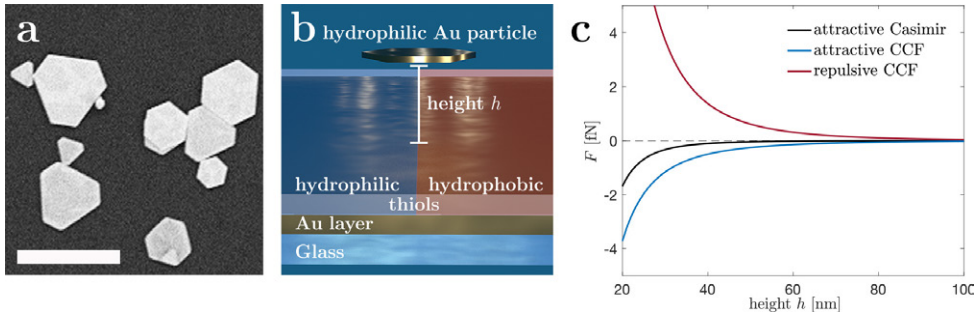 a
b
hydrophilic Au particle
height h
hydrophilic
hydrophobic
thiols
Au layer
Glass
c
attractive Casimir
attractive CCF
repulsive CCF
4
2
0
-2
-4
F [fN]
20
40
60
80
100
height h [nm]